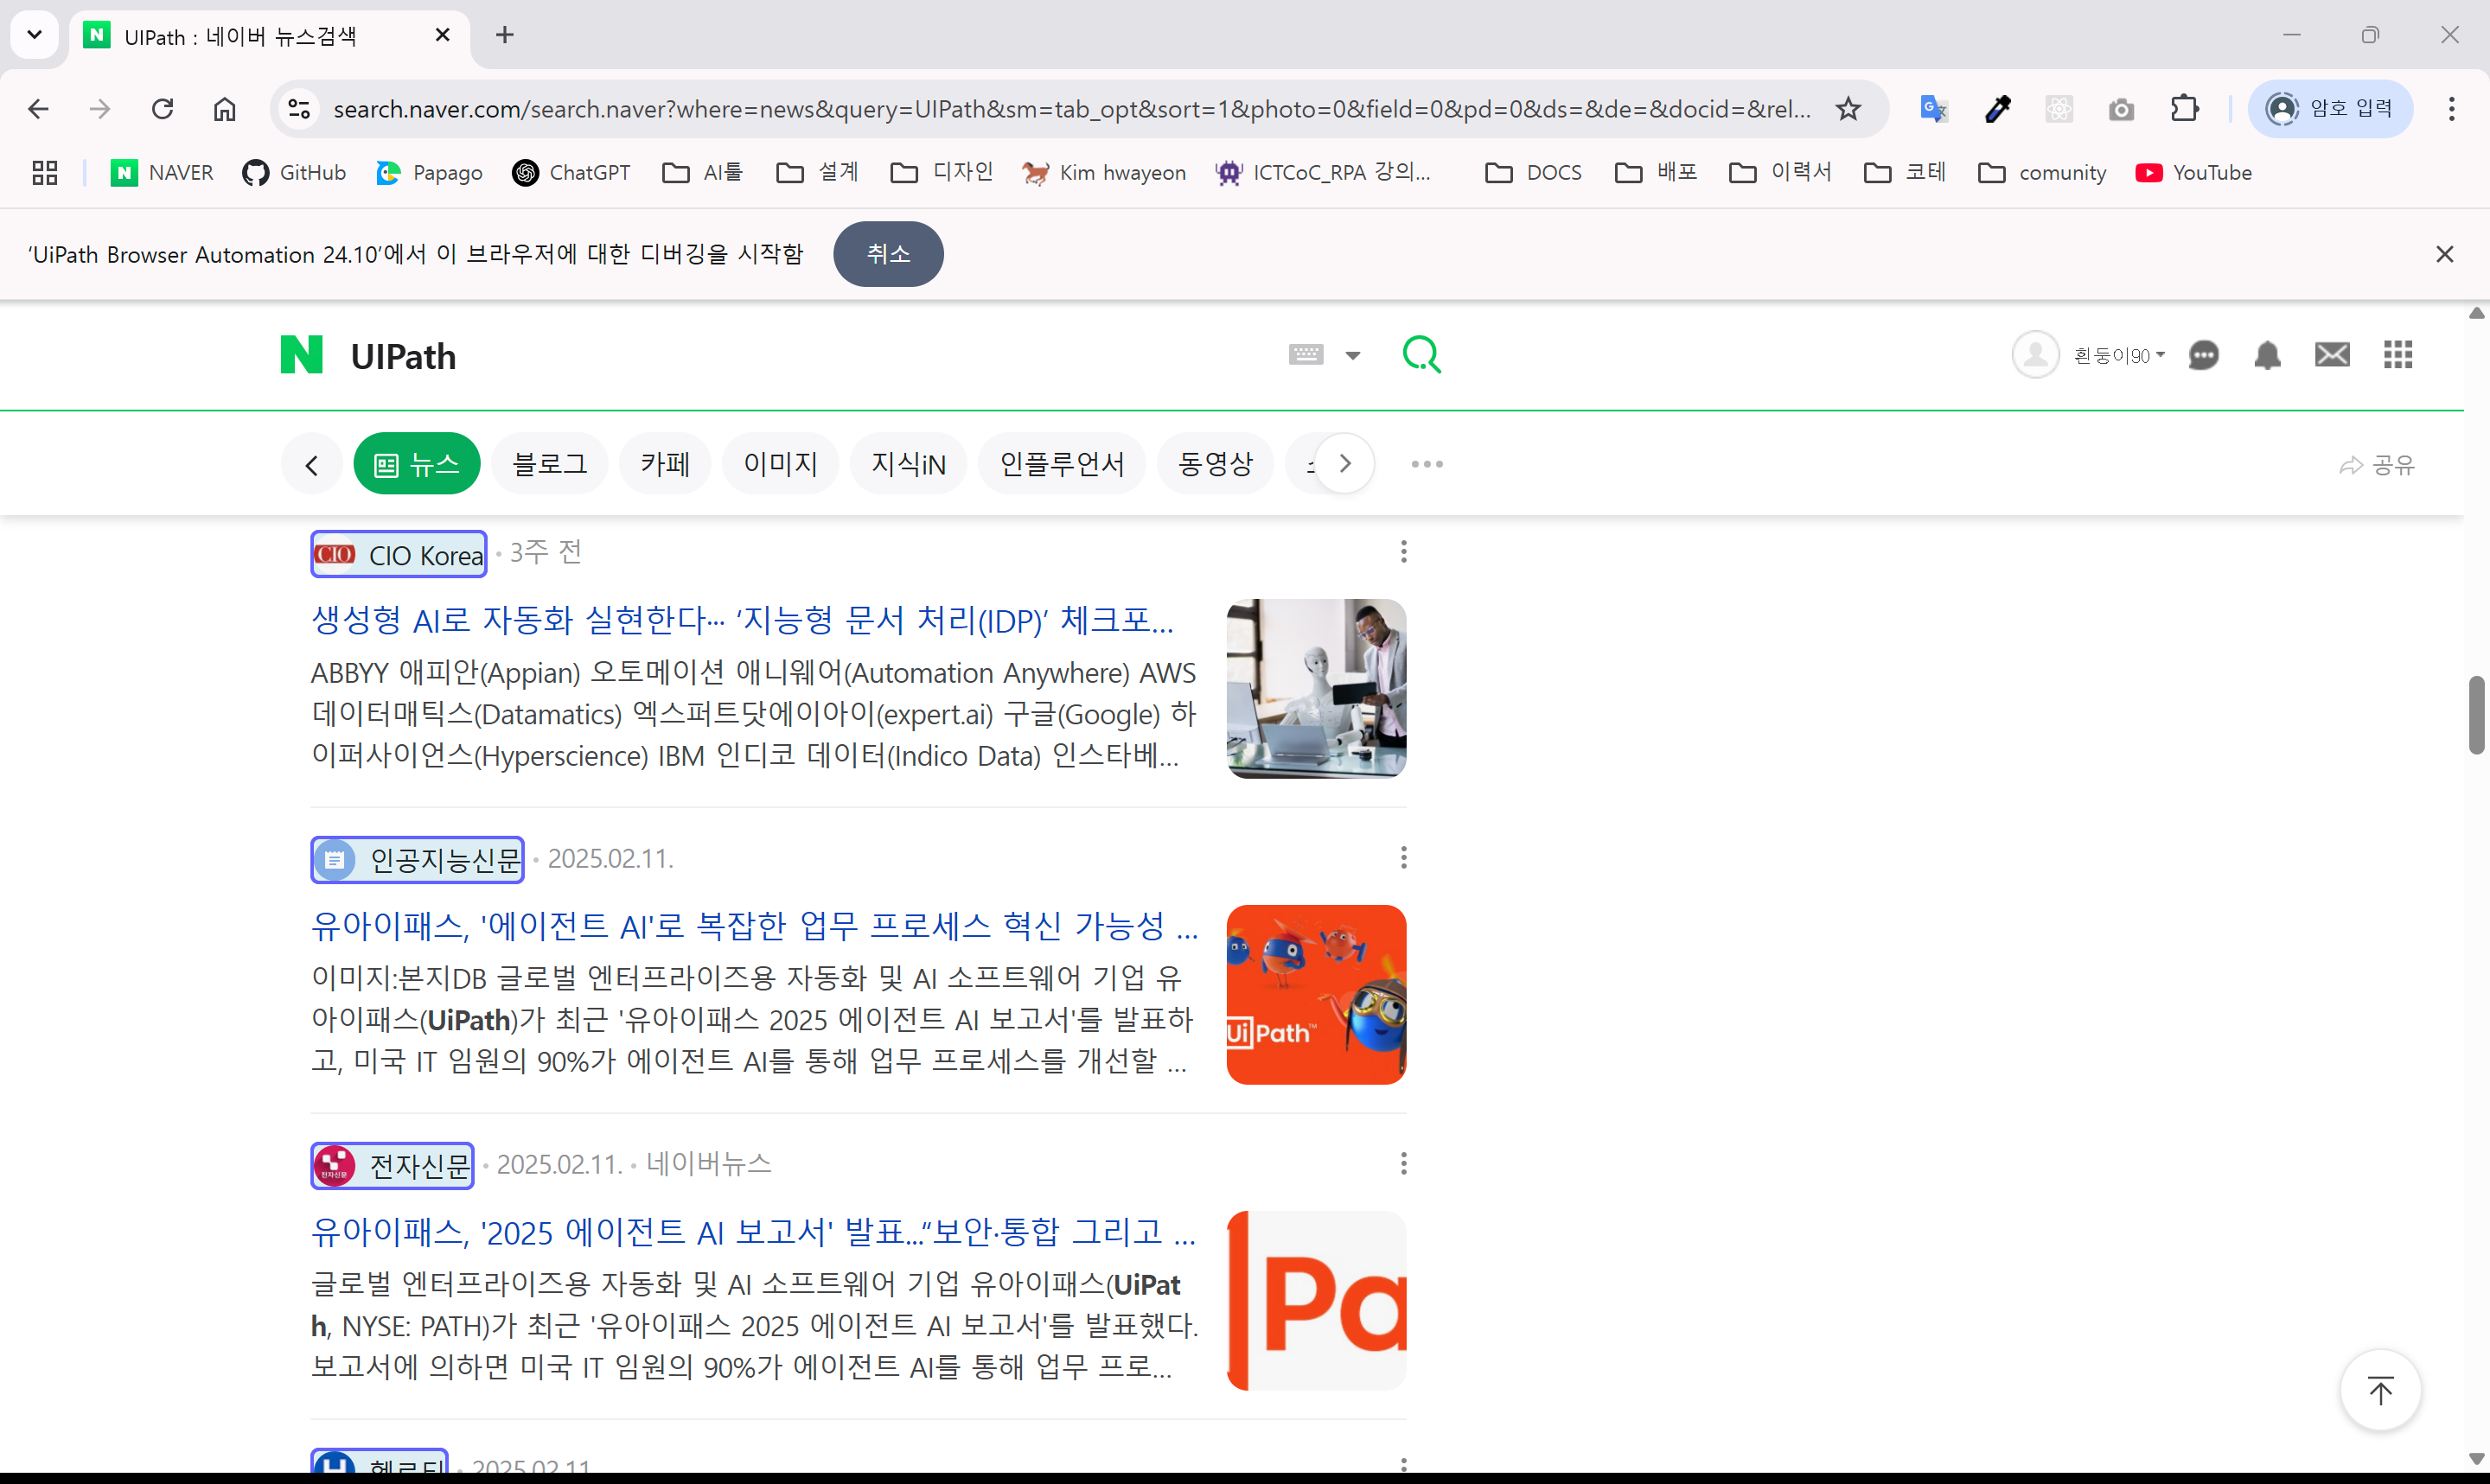 UIPath : 네이버 뉴스검색
search.naver.com/search.naver?where=news&query=UIPath&sm=tab_opt&sort=1&photo=0&field=0&pd=0&ds=&de=&docid=&rel...
암호 입력
NAVER GitHub Papago ChatGPT AI툴 설계 디자인 Kim hwayeon ICTCoC_RPA 강의... DOCS 배포 이력서 코테 comunity YouTube
'UiPath Browser Automation 24.10'에서 이 브라우저에 대한 디버깅을 시작함 취소
UIPath
흰둥이90
뉴스 블로그 카페 이미지 지식iN 인플루언서 동영상
공유
CIO CIO Korea · 3주 전
생성형 AI로 자동화 실현한다… ‘지능형 문서 처리(IDP)’ 체크포...
ABBYY 애피안(Appian) 오토메이션 애니웨어(Automation Anywhere) AWS
데이터매틱스(Datamatics) 엑스퍼트닷에이아이(expert.ai) 구글(Google) 하
이퍼사이언스(Hyperscience) IBM 인디코 데이터(Indico Data) 인스타베...
인공지능신문 · 2025.02.11.
유아이패스, '에이전트 AI'로 복잡한 업무 프로세스 혁신 가능성 ...
이미지:본지DB 글로벌 엔터프라이즈용 자동화 및 AI 소프트웨어 기업 유
아이패스(UiPath)가 최근 '유아이패스 2025 에이전트 AI 보고서'를 발표하
고, 미국 IT 임원의 90%가 에이전트 AI를 통해 업무 프로세스를 개선할 ...
UiPath™
전자신문 전자신문 · 2025.02.11. · 네이버뉴스
유아이패스, '2025 에이전트 AI 보고서' 발표...“보안·통합 그리고 ...
글로벌 엔터프라이즈용 자동화 및 AI 소프트웨어 기업 유아이패스(UiPat
h, NYSE: PATH)가 최근 '유아이패스 2025 에이전트 AI 보고서'를 발표했다.
보고서에 의하면 미국 IT 임원의 90%가 에이전트 AI를 통해 업무 프로...
Pa
헬로티 · 2025.02.11.